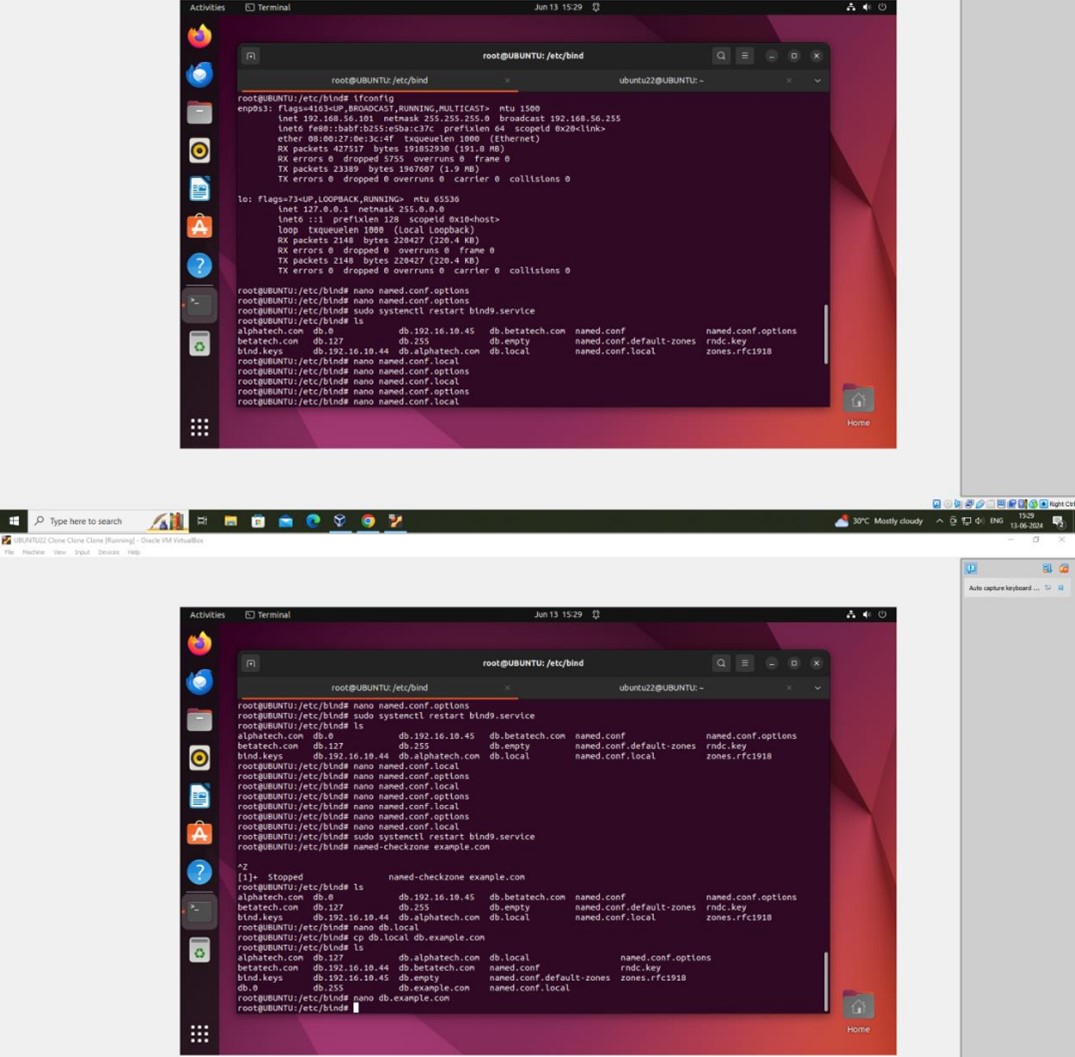 Activities Terminal Jun 13 15:29
root@UBUNTU: /etc/bind
root@UBUNTU: /etc/bind × ubuntu22@UBUNTU: ~ ×
root@UBUNTU:/etc/bind# ifconfig
enp0s3: flags=4163<UP,BROADCAST,RUNNING,MULTICAST> mtu 1500
inet 192.168.56.101 netmask 255.255.255.0 broadcast 192.168.56.255
inet6 fe80::babf:b255:e5ba:c37c prefixlen 64 scopeid 0x20<link>
ether 08:00:27:0e:3c:4f txqueuelen 1000 (Ethernet)
RX packets 427517 bytes 191852930 (191.8 MB)
RX errors 0 dropped 5755 overruns 0 frame 0
TX packets 23389 bytes 1967607 (1.9 MB)
TX errors 0 dropped 0 overruns 0 carrier 0 collisions 0
lo: flags=73<UP,LOOPBACK,RUNNING> mtu 65536
inet 127.0.0.1 netmask 255.0.0.0
inet6 ::1 prefixlen 128 scopeid 0x10<host>
loop txqueuelen 1000 (Local Loopback)
RX packets 2148 bytes 220427 (220.4 KB)
RX errors 0 dropped 0 overruns 0 frame 0
TX packets 2148 bytes 220427 (220.4 KB)
TX errors 0 dropped 0 overruns 0 carrier 0 collisions 0
root@UBUNTU:/etc/bind# nano named.conf.options
root@UBUNTU:/etc/bind# nano named.conf.options
root@UBUNTU:/etc/bind# sudo systemctl restart bind9.service
root@UBUNTU:/etc/bind# ls
alphatech.com db.0 db.192.16.10.45 db.betatech.com named.conf named.conf.options
betatech.com db.127 db.255 db.empty named.conf.default-zones rndc.key
bind.keys db.192.16.10.44 db.alphatech.com db.local named.conf.local zones.rfc1918
root@UBUNTU:/etc/bind# nano named.conf.local
root@UBUNTU:/etc/bind# nano named.conf.options
root@UBUNTU:/etc/bind# nano named.conf.local
root@UBUNTU:/etc/bind# nano named.conf.options
root@UBUNTU:/etc/bind# nano named.conf.local
Home
Right Ctrl
Type here to search 30°C Mostly cloudy ENG 15:29
13-06-2024
UBUNTU22 Clone Clone Clone [Running] - Oracle VM VirtualBox
File Machine View Input Devices Help
Auto capture keyboard ...
Activities Terminal Jun 13 15:29
root@UBUNTU: /etc/bind
root@UBUNTU: /etc/bind × ubuntu22@UBUNTU: ~ ×
root@UBUNTU:/etc/bind# nano named.conf.options
root@UBUNTU:/etc/bind# sudo systemctl restart bind9.service
root@UBUNTU:/etc/bind# ls
alphatech.com db.0 db.192.16.10.45 db.betatech.com named.conf named.conf.options
betatech.com db.127 db.255 db.empty named.conf.default-zones rndc.key
bind.keys db.192.16.10.44 db.alphatech.com db.local named.conf.local zones.rfc1918
root@UBUNTU:/etc/bind# nano named.conf.local
root@UBUNTU:/etc/bind# nano named.conf.options
root@UBUNTU:/etc/bind# nano named.conf.local
root@UBUNTU:/etc/bind# nano named.conf.options
root@UBUNTU:/etc/bind# nano named.conf.local
root@UBUNTU:/etc/bind# nano named.conf.options
root@UBUNTU:/etc/bind# nano named.conf.local
root@UBUNTU:/etc/bind# sudo systemctl restart bind9.service
root@UBUNTU:/etc/bind# named-checkzone example.com
^Z
[1]+ Stopped named-checkzone example.com
root@UBUNTU:/etc/bind# ls
alphatech.com db.0 db.192.16.10.45 db.betatech.com named.conf named.conf.options
betatech.com db.127 db.255 db.empty named.conf.default-zones rndc.key
bind.keys db.192.16.10.44 db.alphatech.com db.local named.conf.local zones.rfc1918
root@UBUNTU:/etc/bind# nano db.local
root@UBUNTU:/etc/bind# cp db.local db.example.com
root@UBUNTU:/etc/bind# ls
alphatech.com db.127 db.alphatech.com db.local named.conf.options
betatech.com db.192.16.10.44 db.betatech.com named.conf rndc.key
bind.keys db.192.16.10.45 db.empty named.conf.default-zones zones.rfc1918
db.0 db.255 db.example.com named.conf.local
root@UBUNTU:/etc/bind# nano db.example.com
root@UBUNTU:/etc/bind#
Home